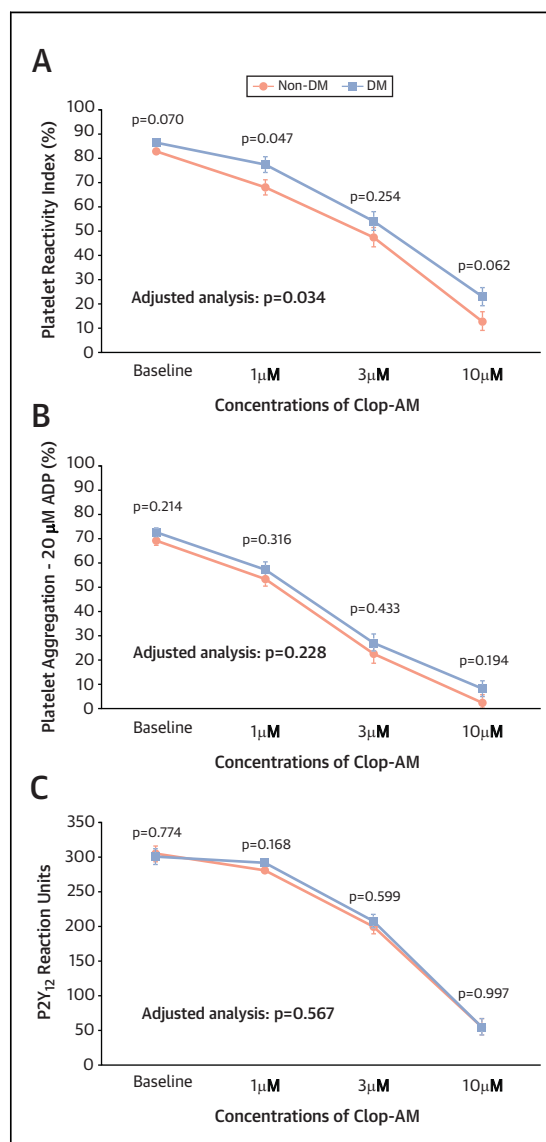 A
Non-DM DM
100
90
80
70
60
50
40
30
20
10
0
Platelet Reactivity Index (%)
p=0.070
p=0.047
p=0.254
p=0.062
Adjusted analysis: p=0.034
Baseline 1μM 3μM 10μM
Concentrations of Clop-AM
B
100
90
80
70
60
50
40
30
20
10
0
Platelet Aggregation - 20 μM ADP (%)
p=0.214
p=0.316
p=0.433
p=0.194
Adjusted analysis: p=0.228
Baseline 1μM 3μM 10μM
Concentrations of Clop-AM
C
350
300
250
200
150
100
50
0
P2Y₁₂ Reaction Units
p=0.774
p=0.168
p=0.599
p=0.997
Adjusted analysis: p=0.567
Baseline 1μM 3μM 10μM
Concentrations of Clop-AM